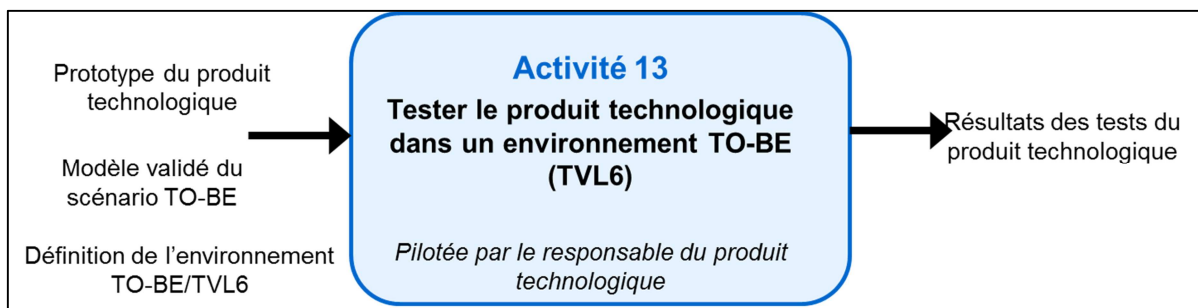 Prototype du produit
technologique
Modèle validé du
scénario TO-BE
Définition de l’environnement
TO-BE/TVL6
Activité 13
Tester le produit technologique
dans un environnement TO-BE
(TVL6)
Pilotée par le responsable du produit
technologique
Résultats des tests du
produit technologique